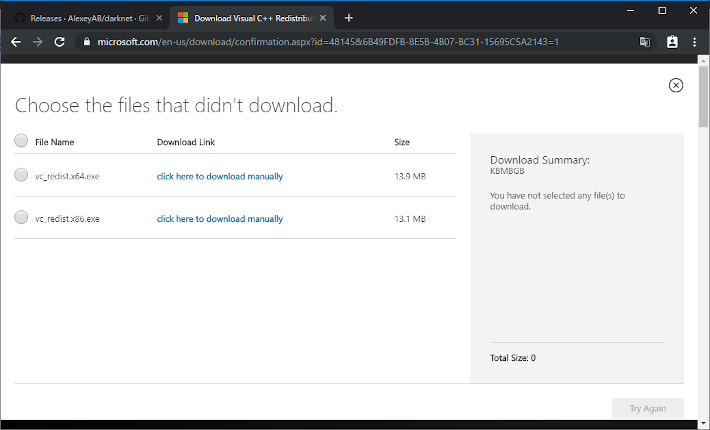 Releases · AlexeyAB/darknet · Git
Download Visual C++ Redistribut
microsoft.com/en-us/download/confirmation.aspx?id=48145&6B49FDFB-8E5B-4B07-BC31-15695C5A2143=1
Choose the files that didn't download.
File Name Download Link Size
vc_redist.x64.exe click here to download manually 13.9 MB
vc_redist.x86.exe click here to download manually 13.1 MB
Download Summary:
KBMBGB
You have not selected any file(s) to
download.
Total Size: 0
Try Again